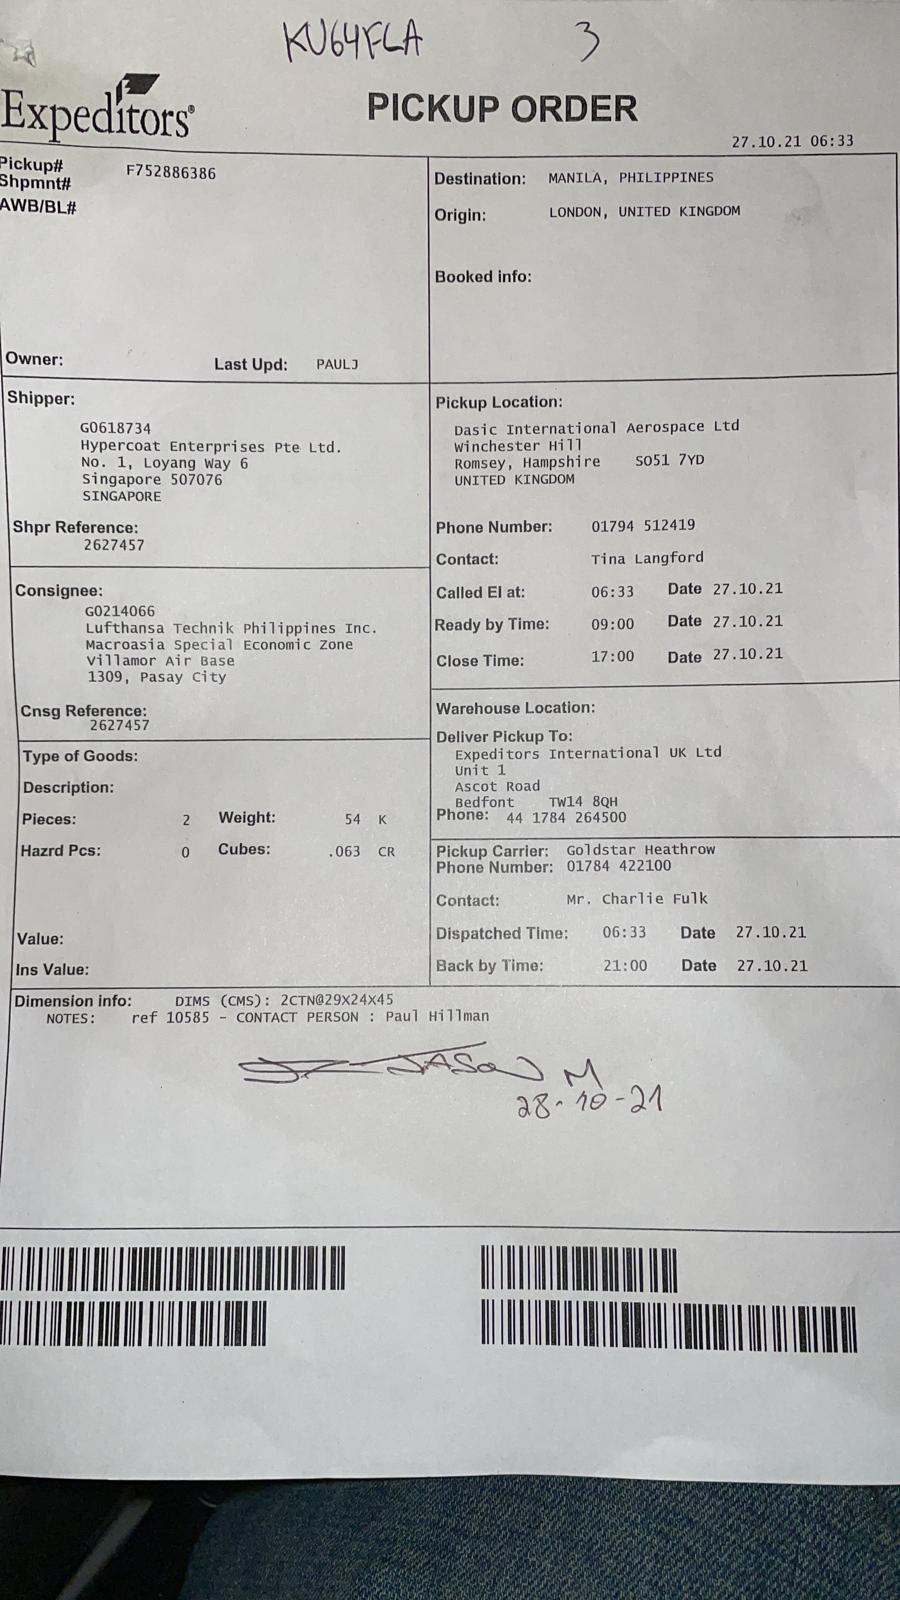 KU64FLA 3
Expeditors®
PICKUP ORDER
27.10.21 06:33
Pickup# F752886386
Shpmnt#
AWB/BL#
Owner: Last Upd: PAULJ
Destination: MANILA, PHILIPPINES
Origin: LONDON, UNITED KINGDOM
Booked info:
Shipper:
G0618734
Hypercoat Enterprises Pte Ltd.
No. 1, Loyang Way 6
Singapore 507076
SINGAPORE
Shpr Reference:
2627457
Consignee:
G0214066
Lufthansa Technik Philippines Inc.
Macroasia Special Economic Zone
Villamor Air Base
1309, Pasay City
Cnsg Reference:
2627457
Type of Goods:
Description:
Pieces: 2 Weight: 54 K
Hazrd Pcs: 0 Cubes: .063 CR
Value:
Ins Value:
Pickup Location:
Dasic International Aerospace Ltd
Winchester Hill
Romsey, Hampshire SO51 7YD
UNITED KINGDOM
Phone Number: 01794 512419
Contact: Tina Langford
Called EI at: 06:33 Date 27.10.21
Ready by Time: 09:00 Date 27.10.21
Close Time: 17:00 Date 27.10.21
Warehouse Location:
Deliver Pickup To:
Expeditors International UK Ltd
Unit 1
Ascot Road
Bedfont TW14 8QH
Phone: 44 1784 264500
Pickup Carrier: Goldstar Heathrow
Phone Number: 01784 422100
Contact: Mr. Charlie Fulk
Dispatched Time: 06:33 Date 27.10.21
Back by Time: 21:00 Date 27.10.21
Dimension info: DIMS (CMS): 2CTN@29X24X45
NOTES: ref 10585 - CONTACT PERSON : Paul Hillman
JASON M
28-10-21